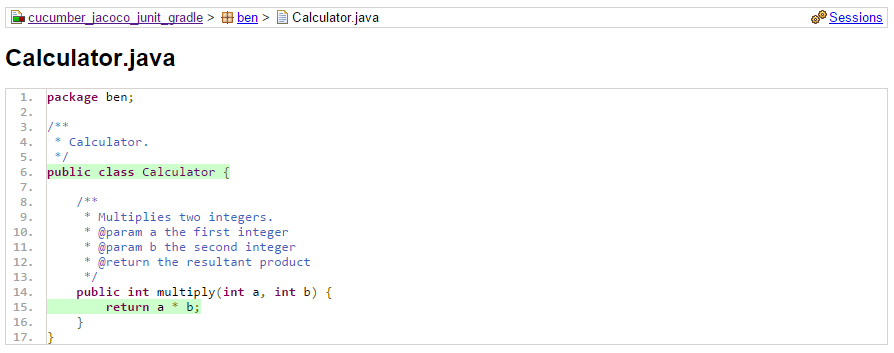 cucumber_jacoco_junit_gradle > ben > Calculator.java Sessions
Calculator.java
1. package ben;
2.
3. /**
4.  * Calculator.
5.  */
6. public class Calculator {
7.
8.     /**
9.      * Multiplies two integers.
10.      * @param a the first integer
11.      * @param b the second integer
12.      * @return the resultant product
13.      */
14.     public int multiply(int a, int b) {
15.         return a * b;
16.     }
17. }